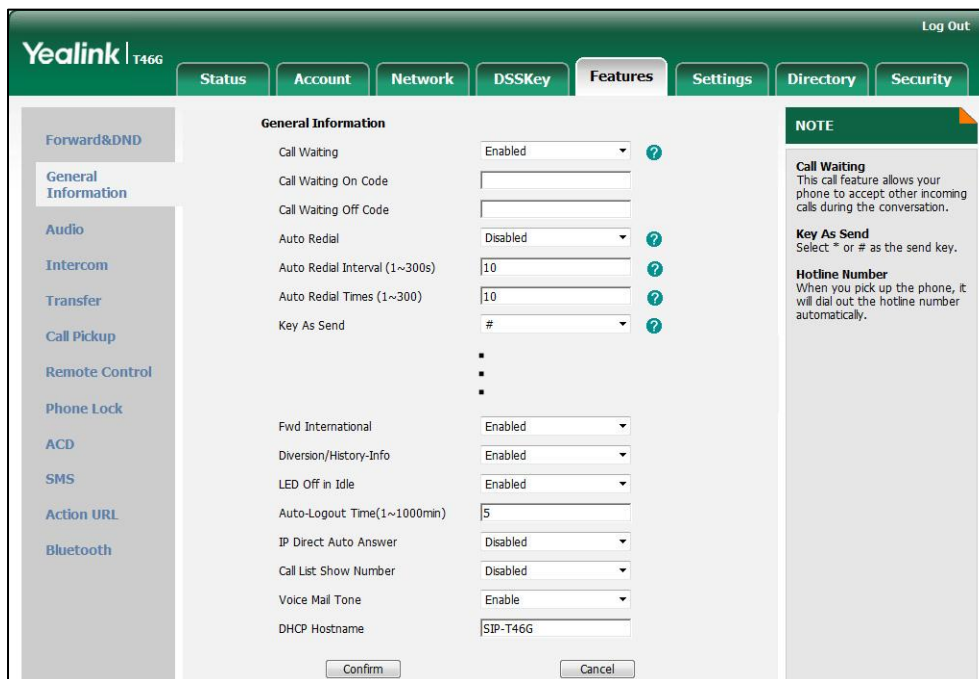 Log Out
Yealink T46G
Status Account Network DSSKey Features Settings Directory Security
Forward&DND
General
Information
Audio
Intercom
Transfer
Call Pickup
Remote Control
Phone Lock
ACD
SMS
Action URL
Bluetooth
General Information
Call Waiting Enabled ?
Call Waiting On Code
Call Waiting Off Code
Auto Redial Disabled ?
Auto Redial Interval (1~300s) 10 ?
Auto Redial Times (1~300) 10 ?
Key As Send # ?
Fwd International Enabled
Diversion/History-Info Enabled
LED Off in Idle Enabled
Auto-Logout Time(1~1000min) 5
IP Direct Auto Answer Disabled
Call List Show Number Disabled
Voice Mail Tone Enable
DHCP Hostname SIP-T46G
Confirm Cancel
NOTE
Call Waiting
This call feature allows your
phone to accept other incoming
calls during the conversation.
Key As Send
Select * or # as the send key.
Hotline Number
When you pick up the phone, it
will dial out the hotline number
automatically.